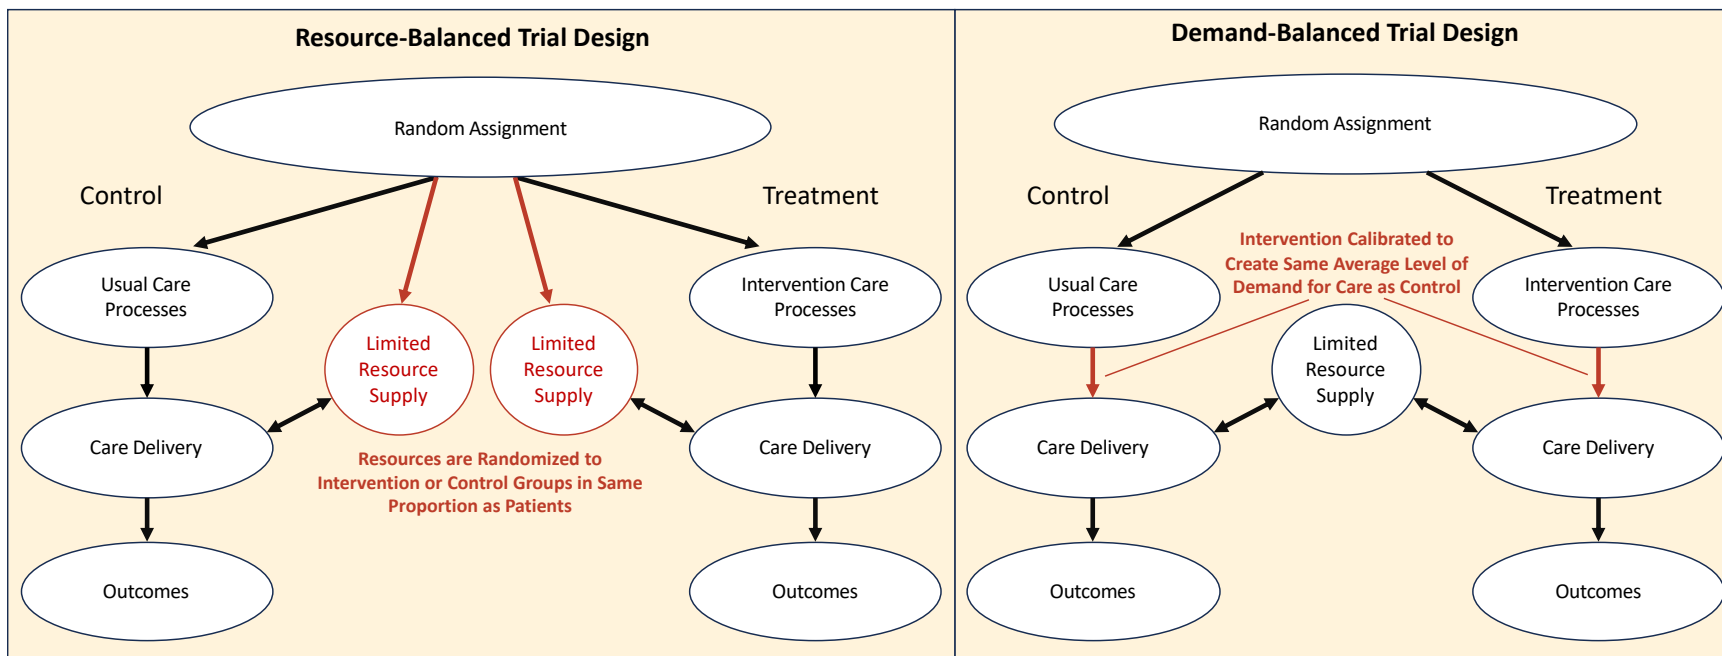 Resource-Balanced Trial Design
Random Assignment
Control
Treatment
Usual Care
Processes
Limited
Resource
Supply
Limited
Resource
Supply
Intervention Care
Processes
Care Delivery
Care Delivery
Resources are Randomized to
Intervention or Control Groups in Same
Proportion as Patients
Outcomes
Outcomes
Demand-Balanced Trial Design
Random Assignment
Control
Treatment
Intervention Calibrated to
Create Same Average Level of
Demand for Care as Control
Usual Care
Processes
Intervention Care
Processes
Limited
Resource
Supply
Care Delivery
Care Delivery
Outcomes
Outcomes